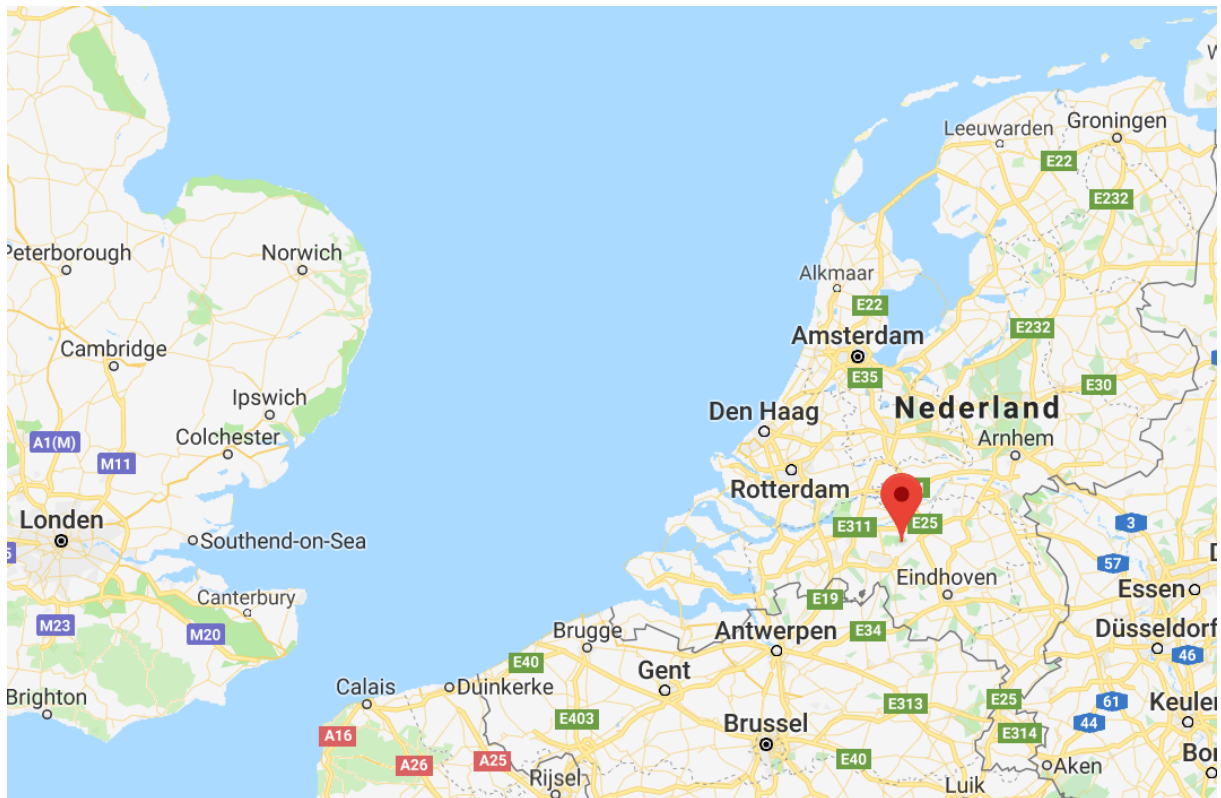 Groningen
Leeuwarden
E22
E232
Peterborough
Norwich
Alkmaar
E22
E232
Amsterdam
Cambridge
E35
E30
Ipswich
Den Haag
Nederland
Colchester
A1(M)
M11
Arnhem
Rotterdam
Londen
E311
E25
3
Southend-on-Sea
57
Eindhoven
Essen
Canterbury
E19
M23
M20
Brugge
Antwerpen
E34
Düsseldorf
46
E40
Gent
Calais
Duinkerke
Brighton
E313
E25
61
Keulen
E403
Brussel
44
A16
E314
A26
A25
E40
Aken
Rijsel
Luik